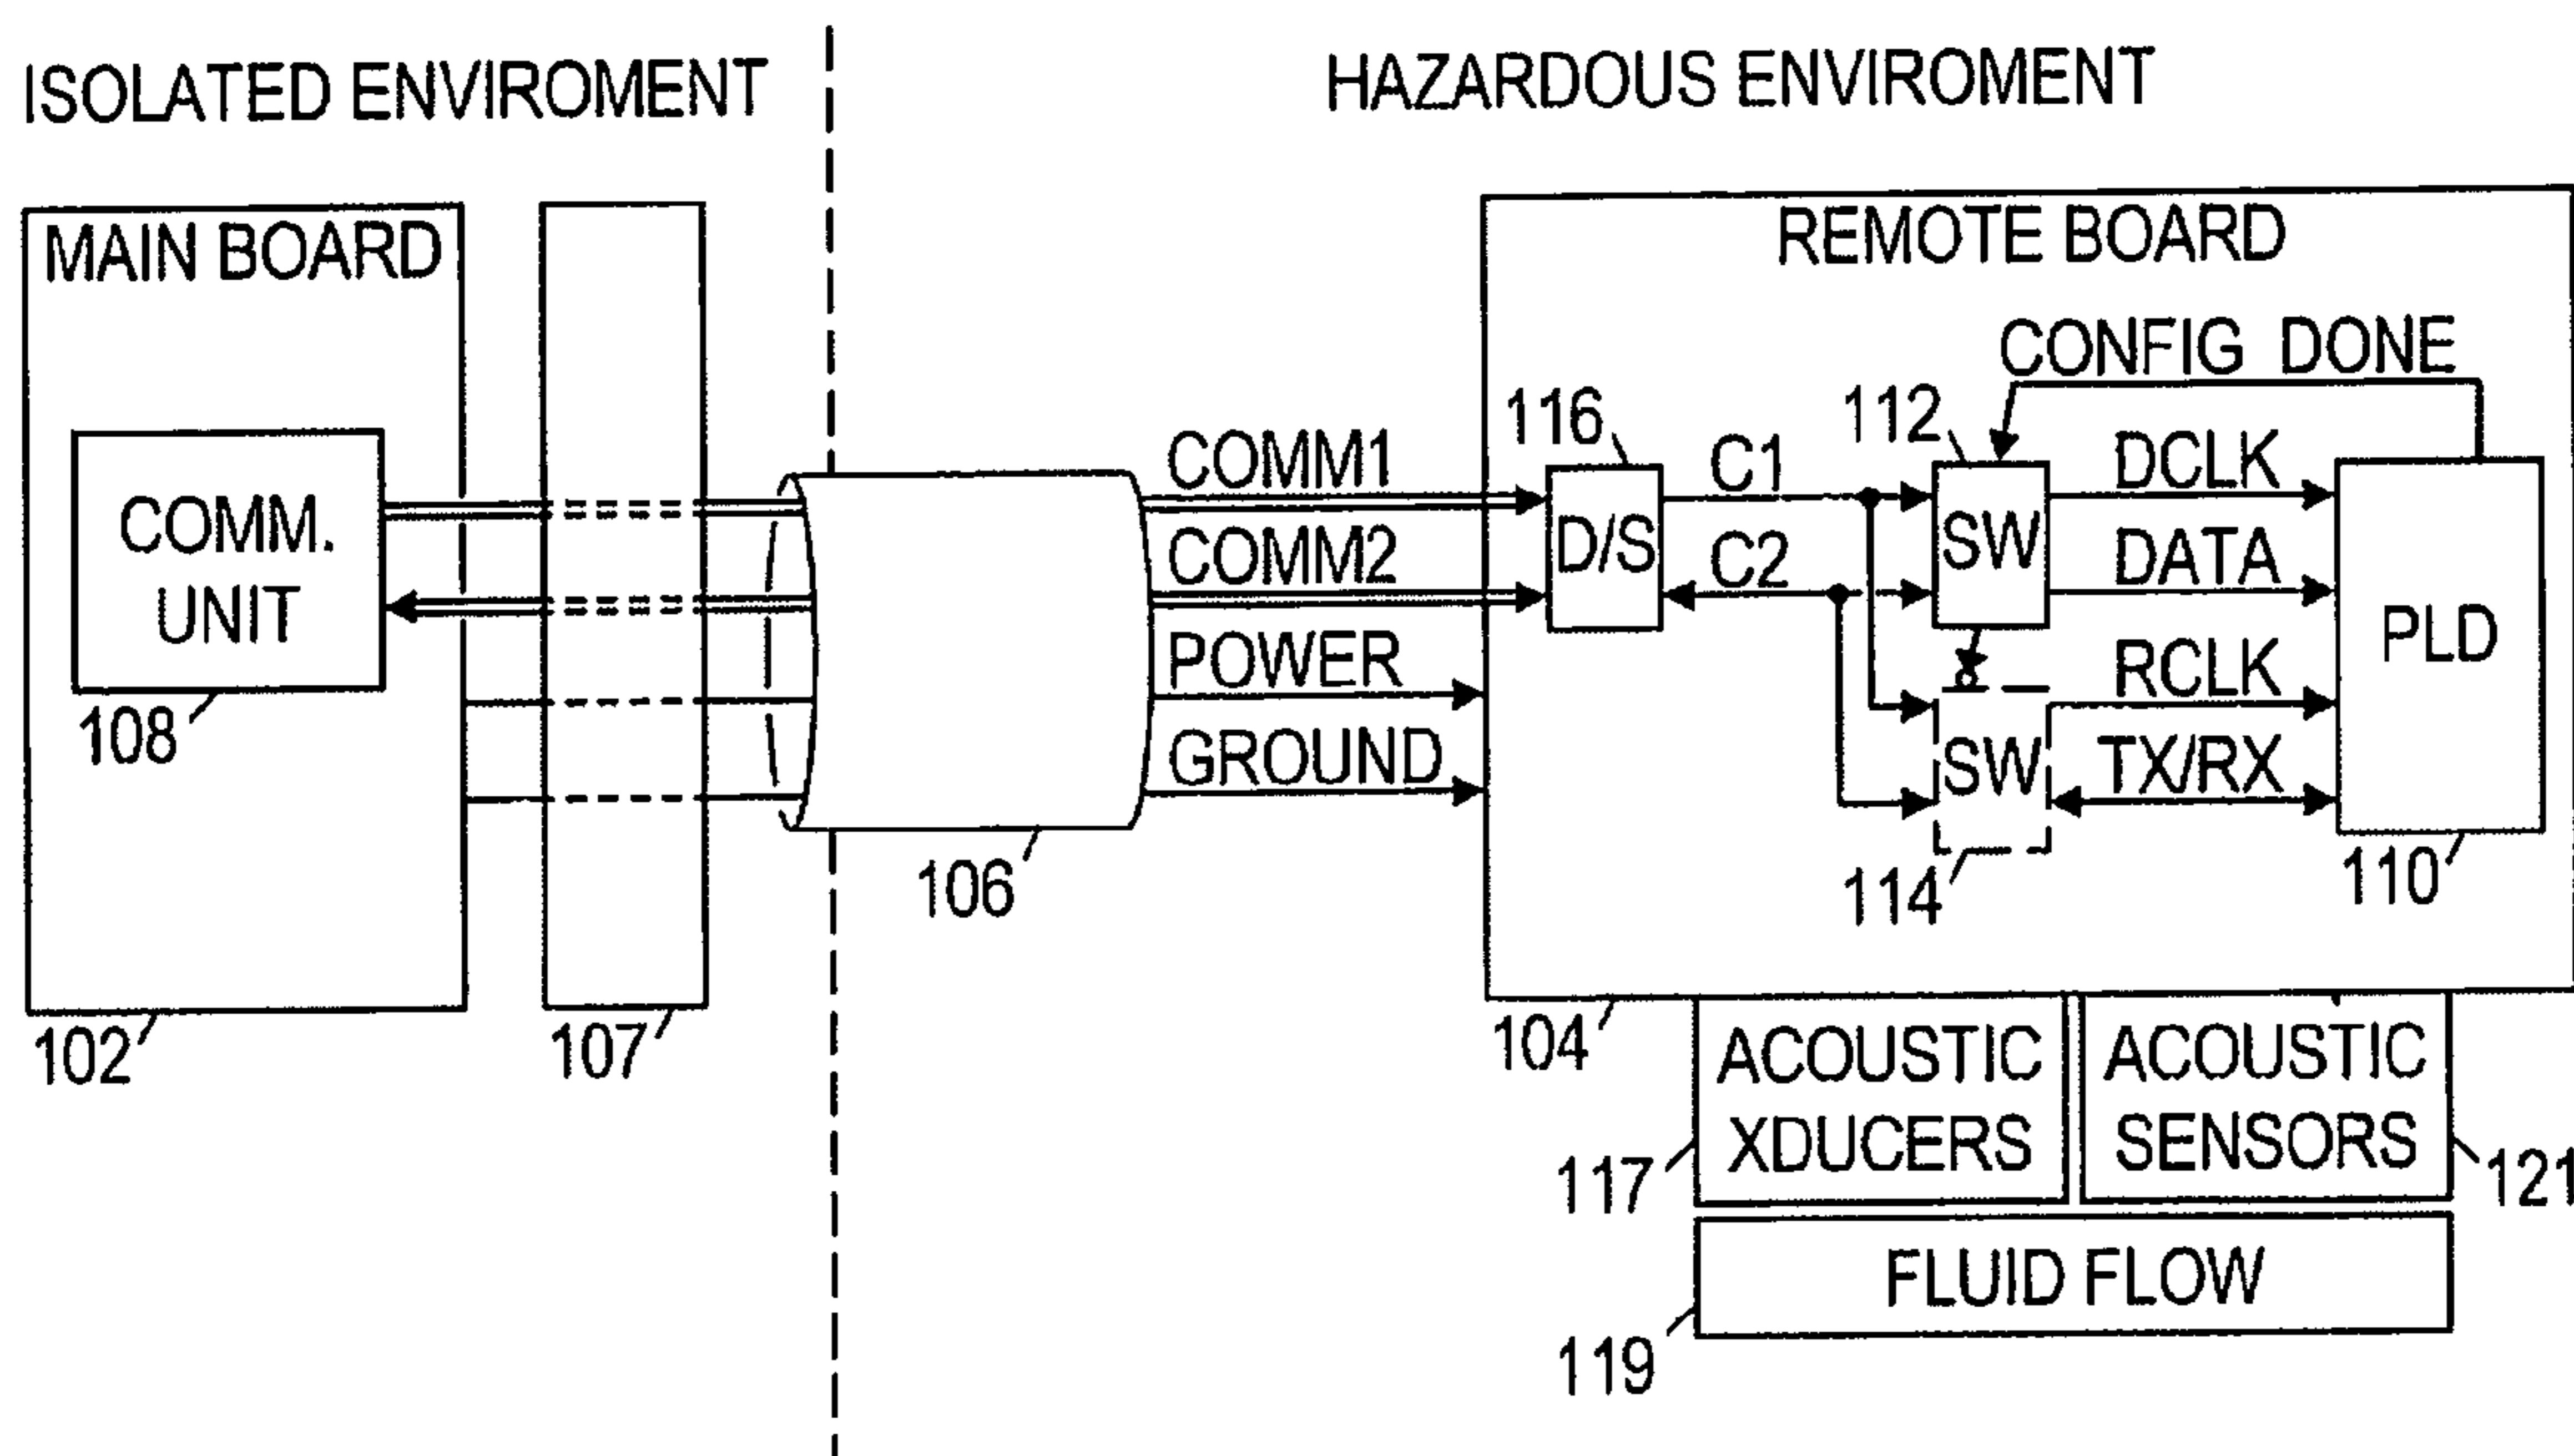 ISOLATED ENVIROMENT
HAZARDOUS ENVIROMENT
MAIN BOARD
COMM.
UNIT
108
102
107
106
COMM1
COMM2
POWER
GROUND
REMOTE BOARD
CONFIG DONE
116
D/S
C1
C2
112
SW
DCLK
DATA
RCLK
TX/RX
SW
114
PLD
110
104
ACOUSTIC
XDUCERS
117
ACOUSTIC
SENSORS
121
FLUID FLOW
119